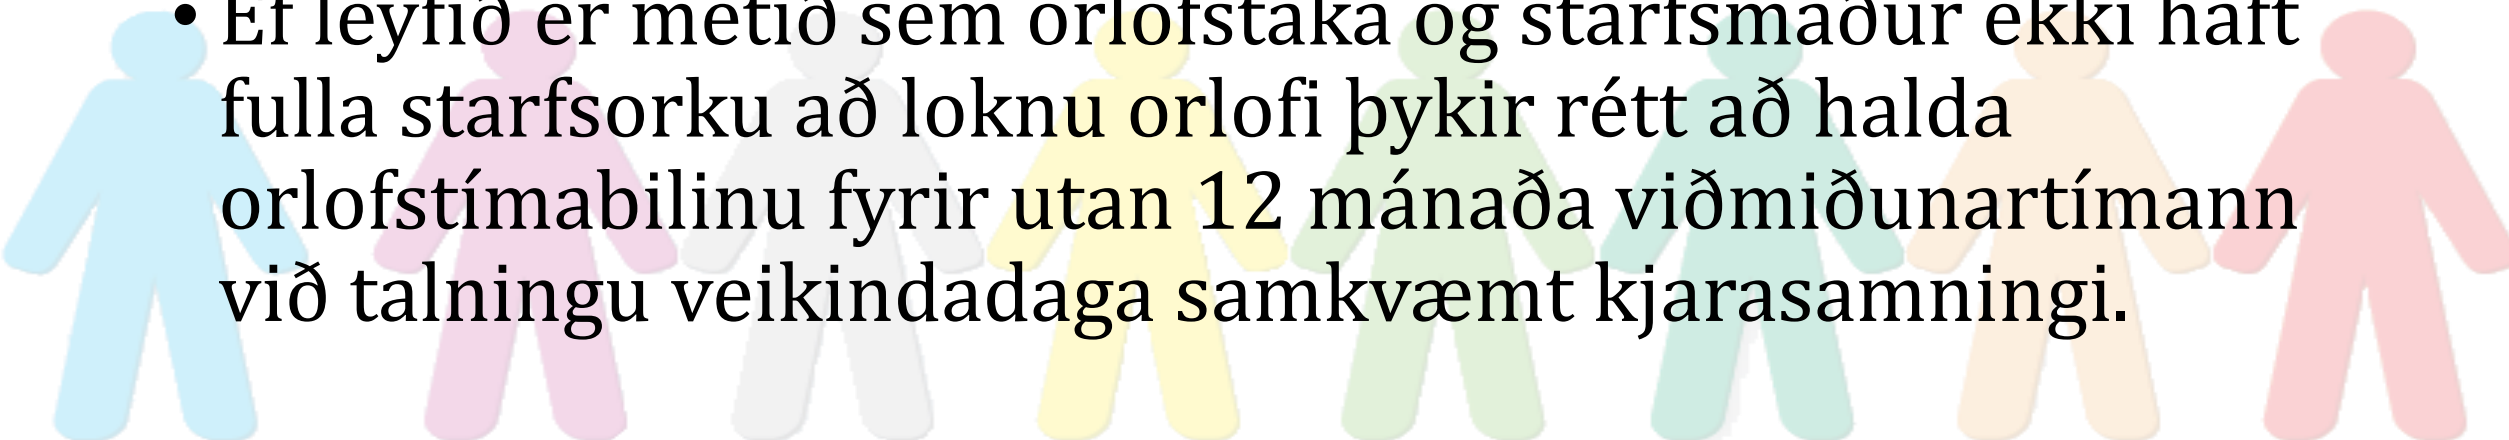 • Ef leyfið er metið sem orlofstaka og starfsmaður ekki haft
fulla starfsorku að loknu orlofi þykir rétt að halda
orlofstímabilinu fyrir utan 12 mánaða viðmiðunartímann
við talningu veikindadaga samkvæmt kjarasamningi.